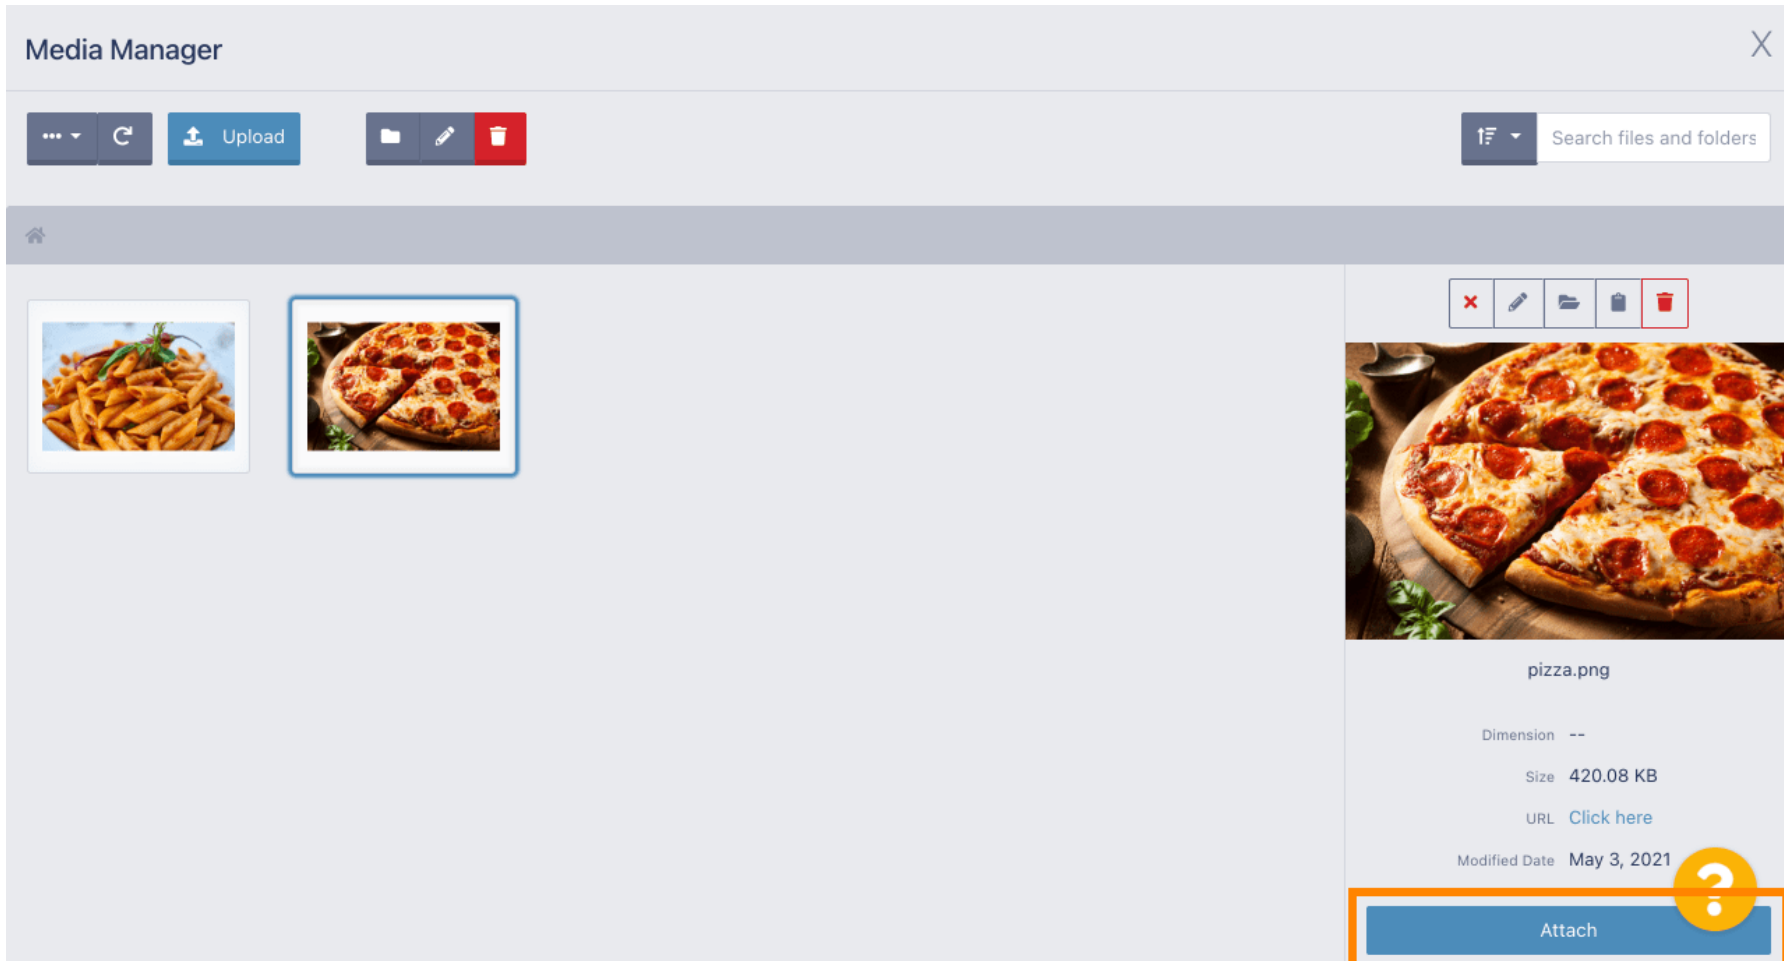 Media Manager
X
Upload
Search files and folders
pizza.png
Dimension --
Size 420.08 KB
URL Click here
Modified Date May 3, 2021
?
Attach